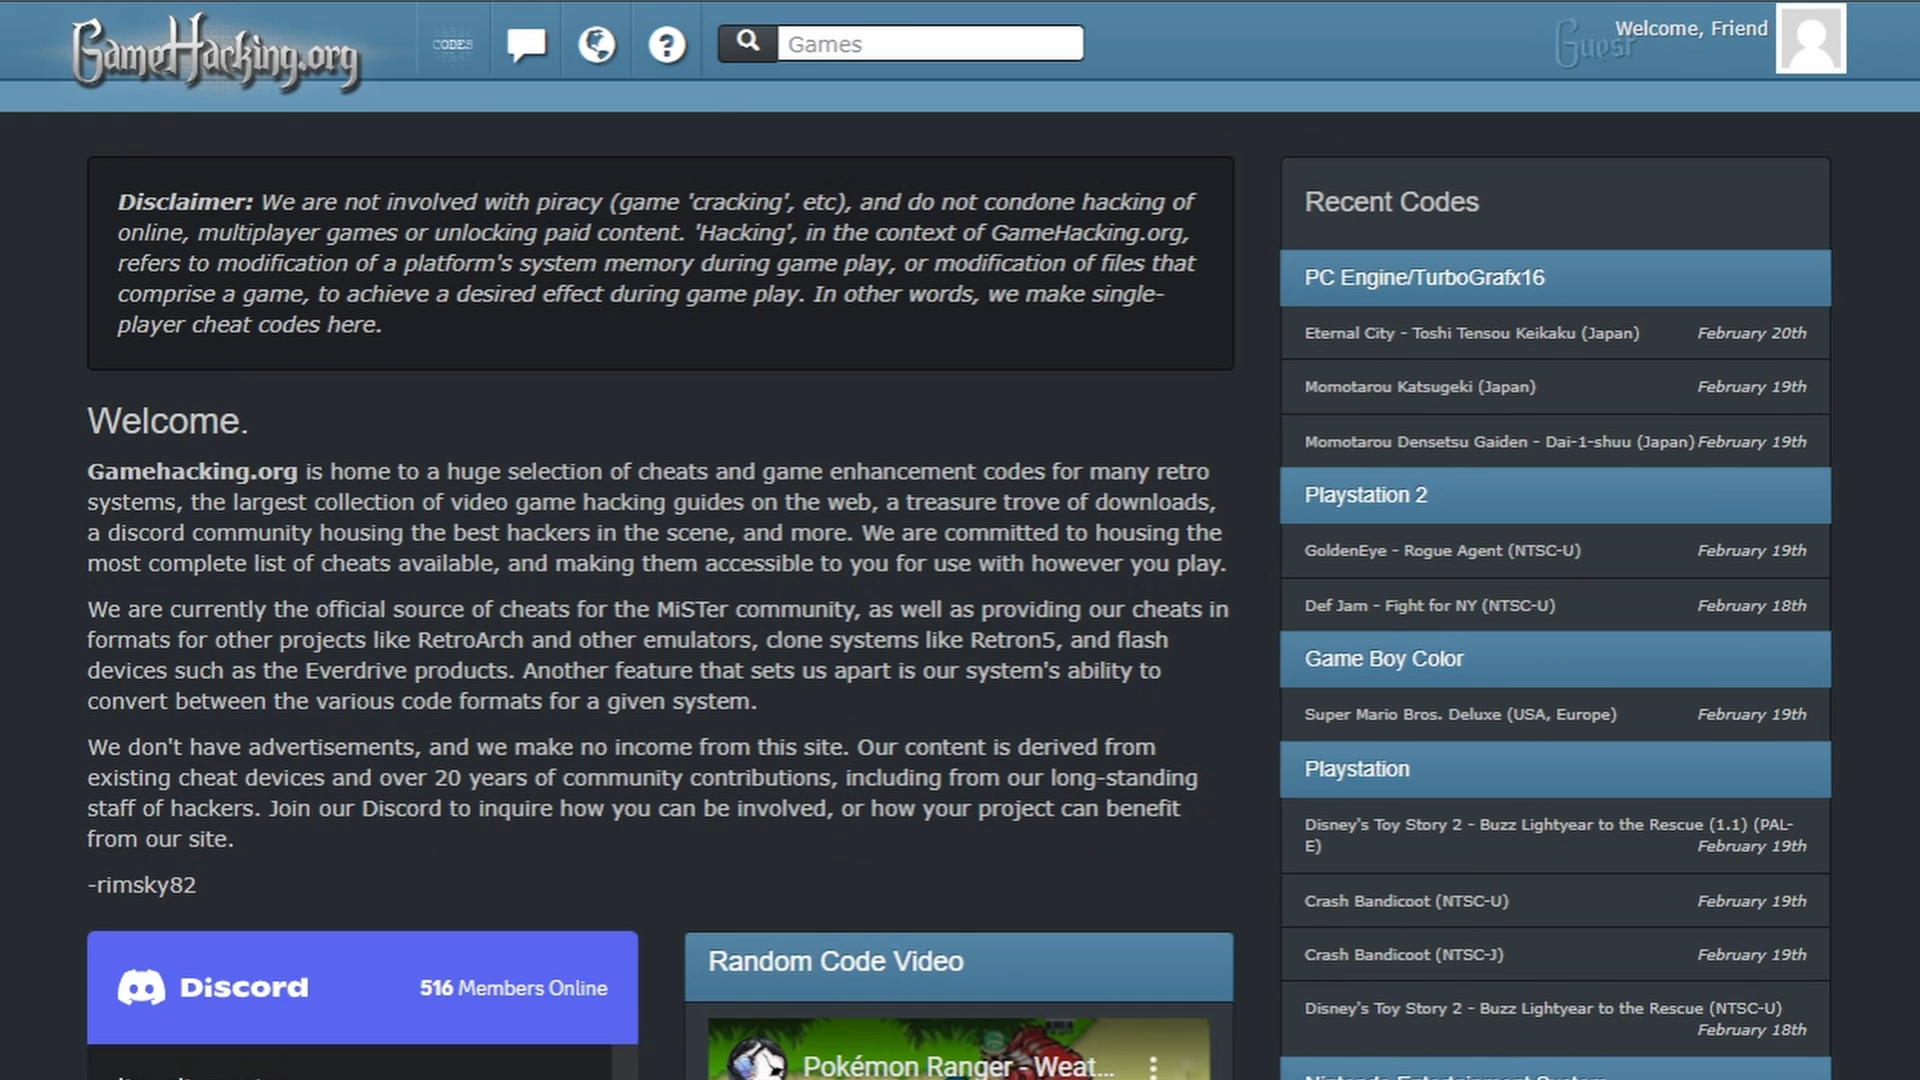 GameHacking.org
CODES
Games
Guest
Welcome, Friend
Disclaimer: We are not involved with piracy (game 'cracking', etc), and do not condone hacking of
online, multiplayer games or unlocking paid content. 'Hacking', in the context of GameHacking.org,
refers to modification of a platform's system memory during game play, or modification of files that
comprise a game, to achieve a desired effect during game play. In other words, we make single-
player cheat codes here.
Welcome.
Gamehacking.org is home to a huge selection of cheats and game enhancement codes for many retro
systems, the largest collection of video game hacking guides on the web, a treasure trove of downloads,
a discord community housing the best hackers in the scene, and more. We are committed to housing the
most complete list of cheats available, and making them accessible to you for use with however you play.
We are currently the official source of cheats for the MiSTer community, as well as providing our cheats in
formats for other projects like RetroArch and other emulators, clone systems like Retron5, and flash
devices such as the Everdrive products. Another feature that sets us apart is our system's ability to
convert between the various code formats for a given system.
We don't have advertisements, and we make no income from this site. Our content is derived from
existing cheat devices and over 20 years of community contributions, including from our long-standing
staff of hackers. Join our Discord to inquire how you can be involved, or how your project can benefit
from our site.
-rimsky82
Discord
516 Members Online
Random Code Video
Pokémon Ranger - Weat...
Recent Codes
PC Engine/TurboGrafx16
Eternal City - Toshi Tensou Keikaku (Japan) February 20th
Momotarou Katsugeki (Japan) February 19th
Momotarou Densetsu Gaiden - Dai-1-shuu (Japan) February 19th
Playstation 2
GoldenEye - Rogue Agent (NTSC-U) February 19th
Def Jam - Fight for NY (NTSC-U) February 18th
Game Boy Color
Super Mario Bros. Deluxe (USA, Europe) February 19th
Playstation
Disney's Toy Story 2 - Buzz Lightyear to the Rescue (1.1) (PAL-
E) February 19th
Crash Bandicoot (NTSC-U) February 19th
Crash Bandicoot (NTSC-J) February 19th
Disney's Toy Story 2 - Buzz Lightyear to the Rescue (NTSC-U)
February 18th